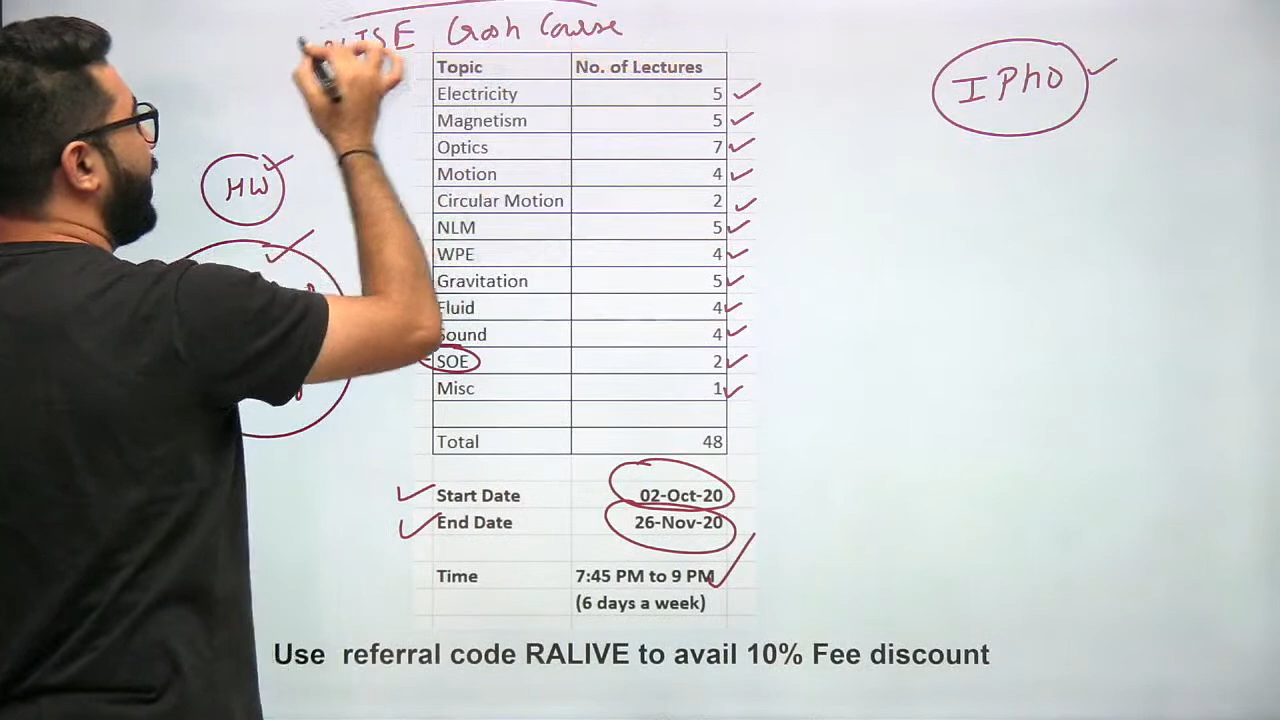 Crash Course
IPhO
HW
Topic No. of Lectures
Electricity 5
Magnetism 5
Optics 7
Motion 4
Circular Motion 2
NLM 5
WPE 4
Gravitation 5
Fluid 4
Sound 4
SOE 2
Misc 1
Total 48
Start Date 02-Oct-20
End Date 26-Nov-20
Time 7:45 PM to 9 PM
(6 days a week)
Use referral code RALIVE to avail 10% Fee discount